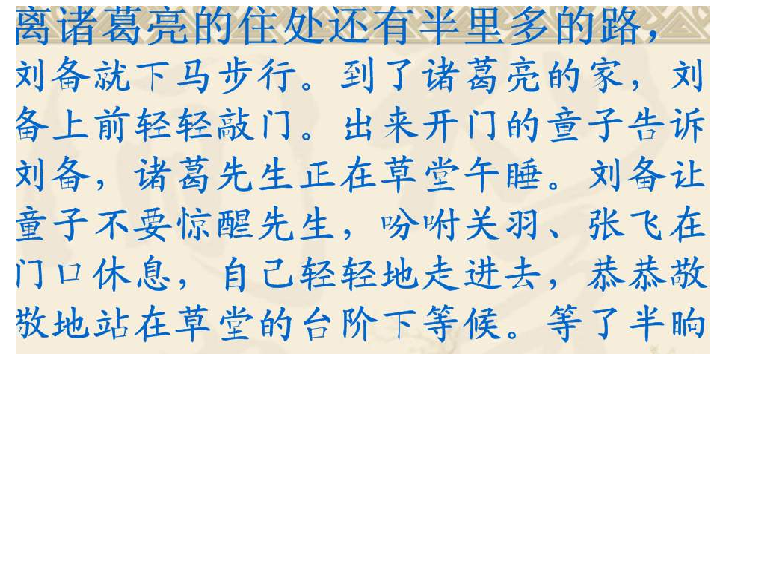 离诸葛亮的住处还有半里多的路，
刘备就下马步行。到了诸葛亮的家，刘
备上前轻轻敲门。出来开门的童子告诉
刘备，诸葛先生正在草堂午睡。刘备让
童子不要惊醒先生，吩咐关羽、张飞在
门口休息，自己轻轻地走进去，恭恭敬
敬地站在草堂的台阶下等候。等了半晌